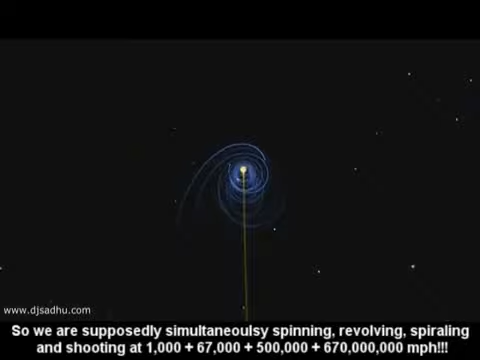 www.djsadhu.com
So we are supposedly simultaneoulsy spinning, revolving, spiraling
and shooting at 1,000 + 67,000 + 500,000 + 670,000,000 mph!!!